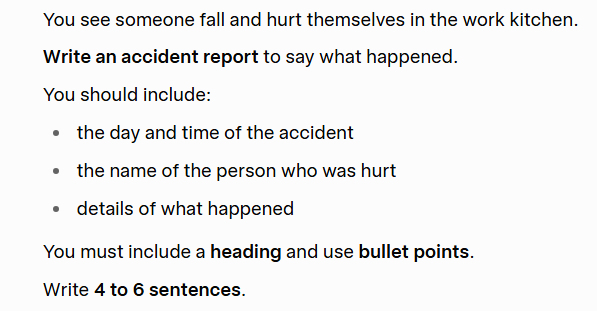 You see someone fall and hurt themselves in the work kitchen.
Write an accident report to say what happened.
You should include:
• the day and time of the accident
• the name of the person who was hurt
• details of what happened
You must include a heading and use bullet points.
Write 4 to 6 sentences.